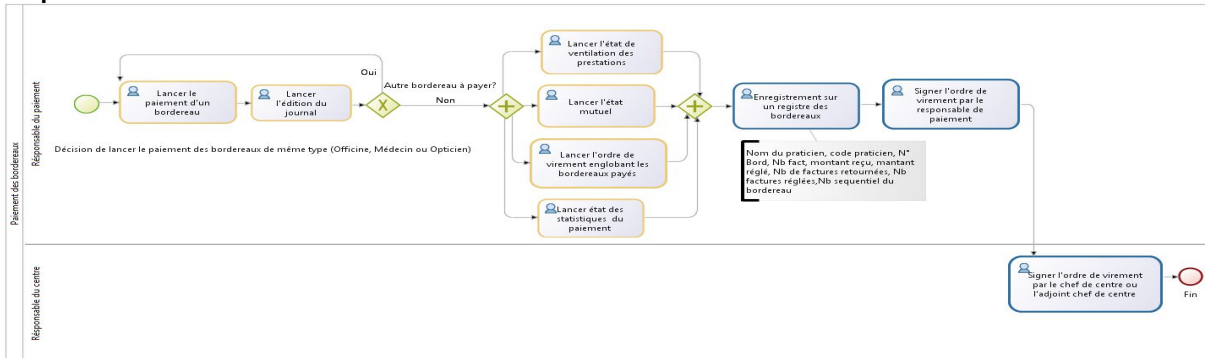 Paiement des bordereaux
Résponsable du paiement
Lancer le
paiement d'un
bordereau
Lancer
l'édition du
journal
Oui
Autre bordereau à payer?
Non
Décision de lancer le paiement des bordereaux de même type (Officine, Médecin ou Opticien)
Lancer l'état de
ventilation des
prestations
Lancer l'état
mutuel
Lancer l'ordre de
virement englobant les
bordereaux payés
Lancer état des
statistiques du
paiement
Enregistrement sur
un registre des
bordereaux
Nom du praticien, code praticien, N°
Bord, Nb fact, montant reçu, mantant
réglé, Nb de factures retournées, Nb
factures réglées,Nb sequentiel du
bordereau
Signer l'ordre de
virement par le
responsable de
paiement
Résponsable du centre
Signer l'ordre de virement
par le chef de centre ou
l'adjoint chef de centre
Fin